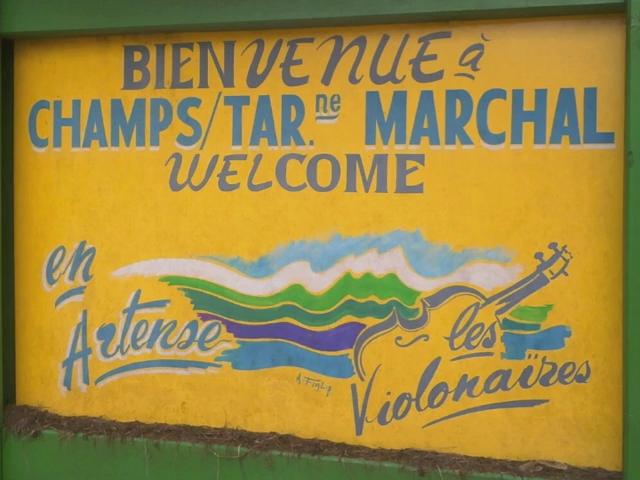 BIENVENUE à
CHAMPS/TAR.ne MARCHAL
WELCOME
en
Artense
les
Violonaïres